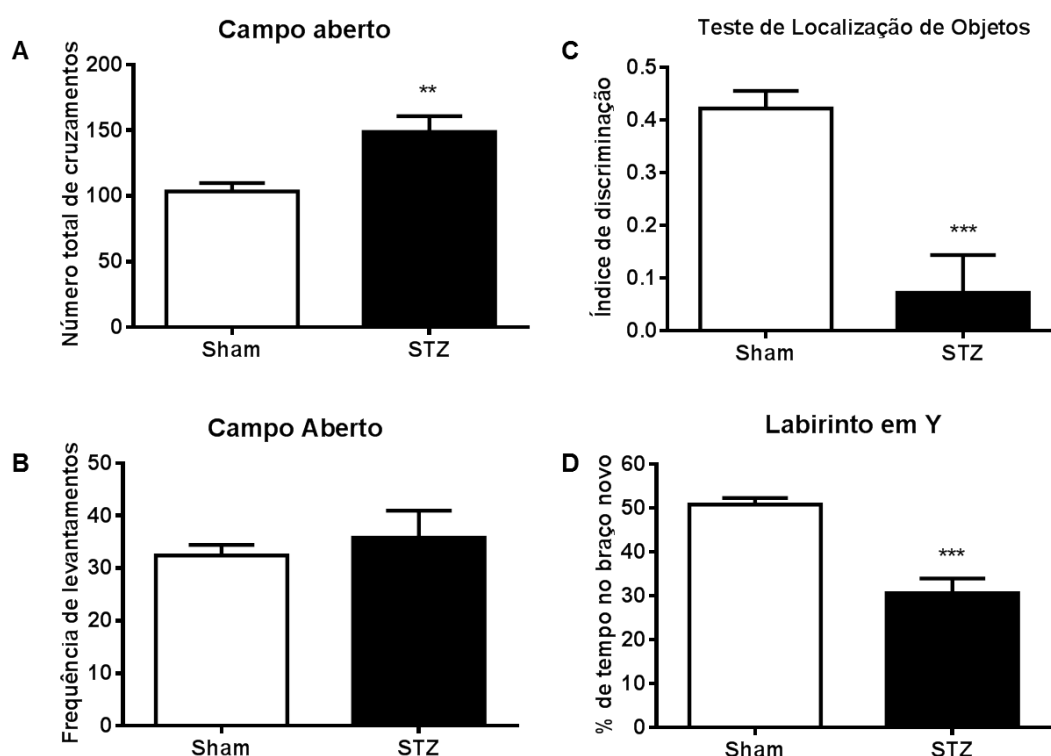 A
Campo aberto
Número total de cruzamentos
200
150
100
50
0
**
Sham
STZ
C
Teste de Localização de Objetos
Índice de discriminação
0.5
0.4
0.3
0.2
0.1
0.0
***
Sham
STZ
B
Campo Aberto
Frequência de levantamentos
50
40
30
20
10
0
Sham
STZ
D
Labirinto em Y
% de tempo no braço novo
60
50
40
30
20
10
0
***
Sham
STZ